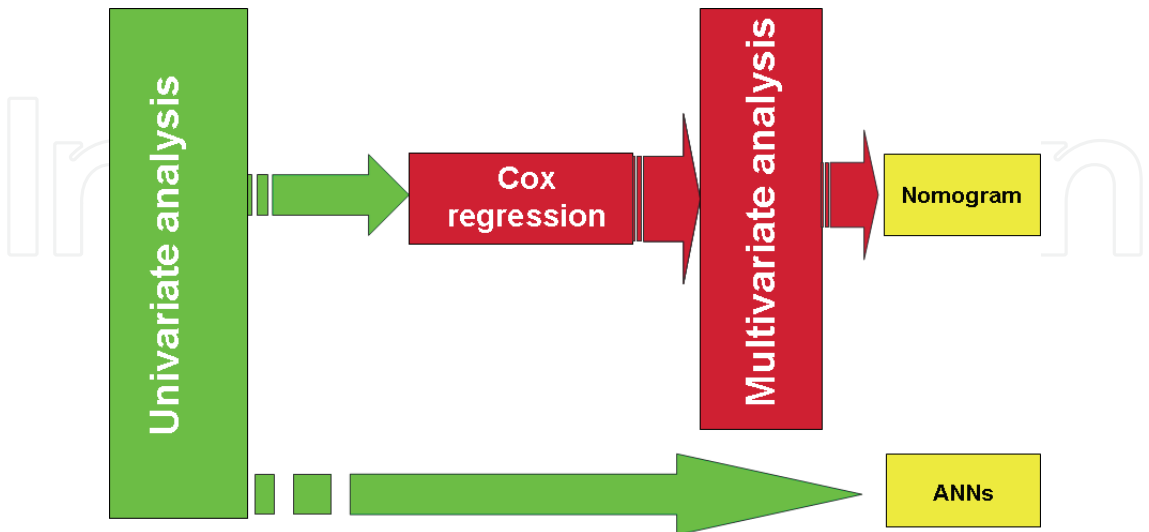 Univariate analysis
Cox
regression
Multivariate analysis
Nomogram
ANNs